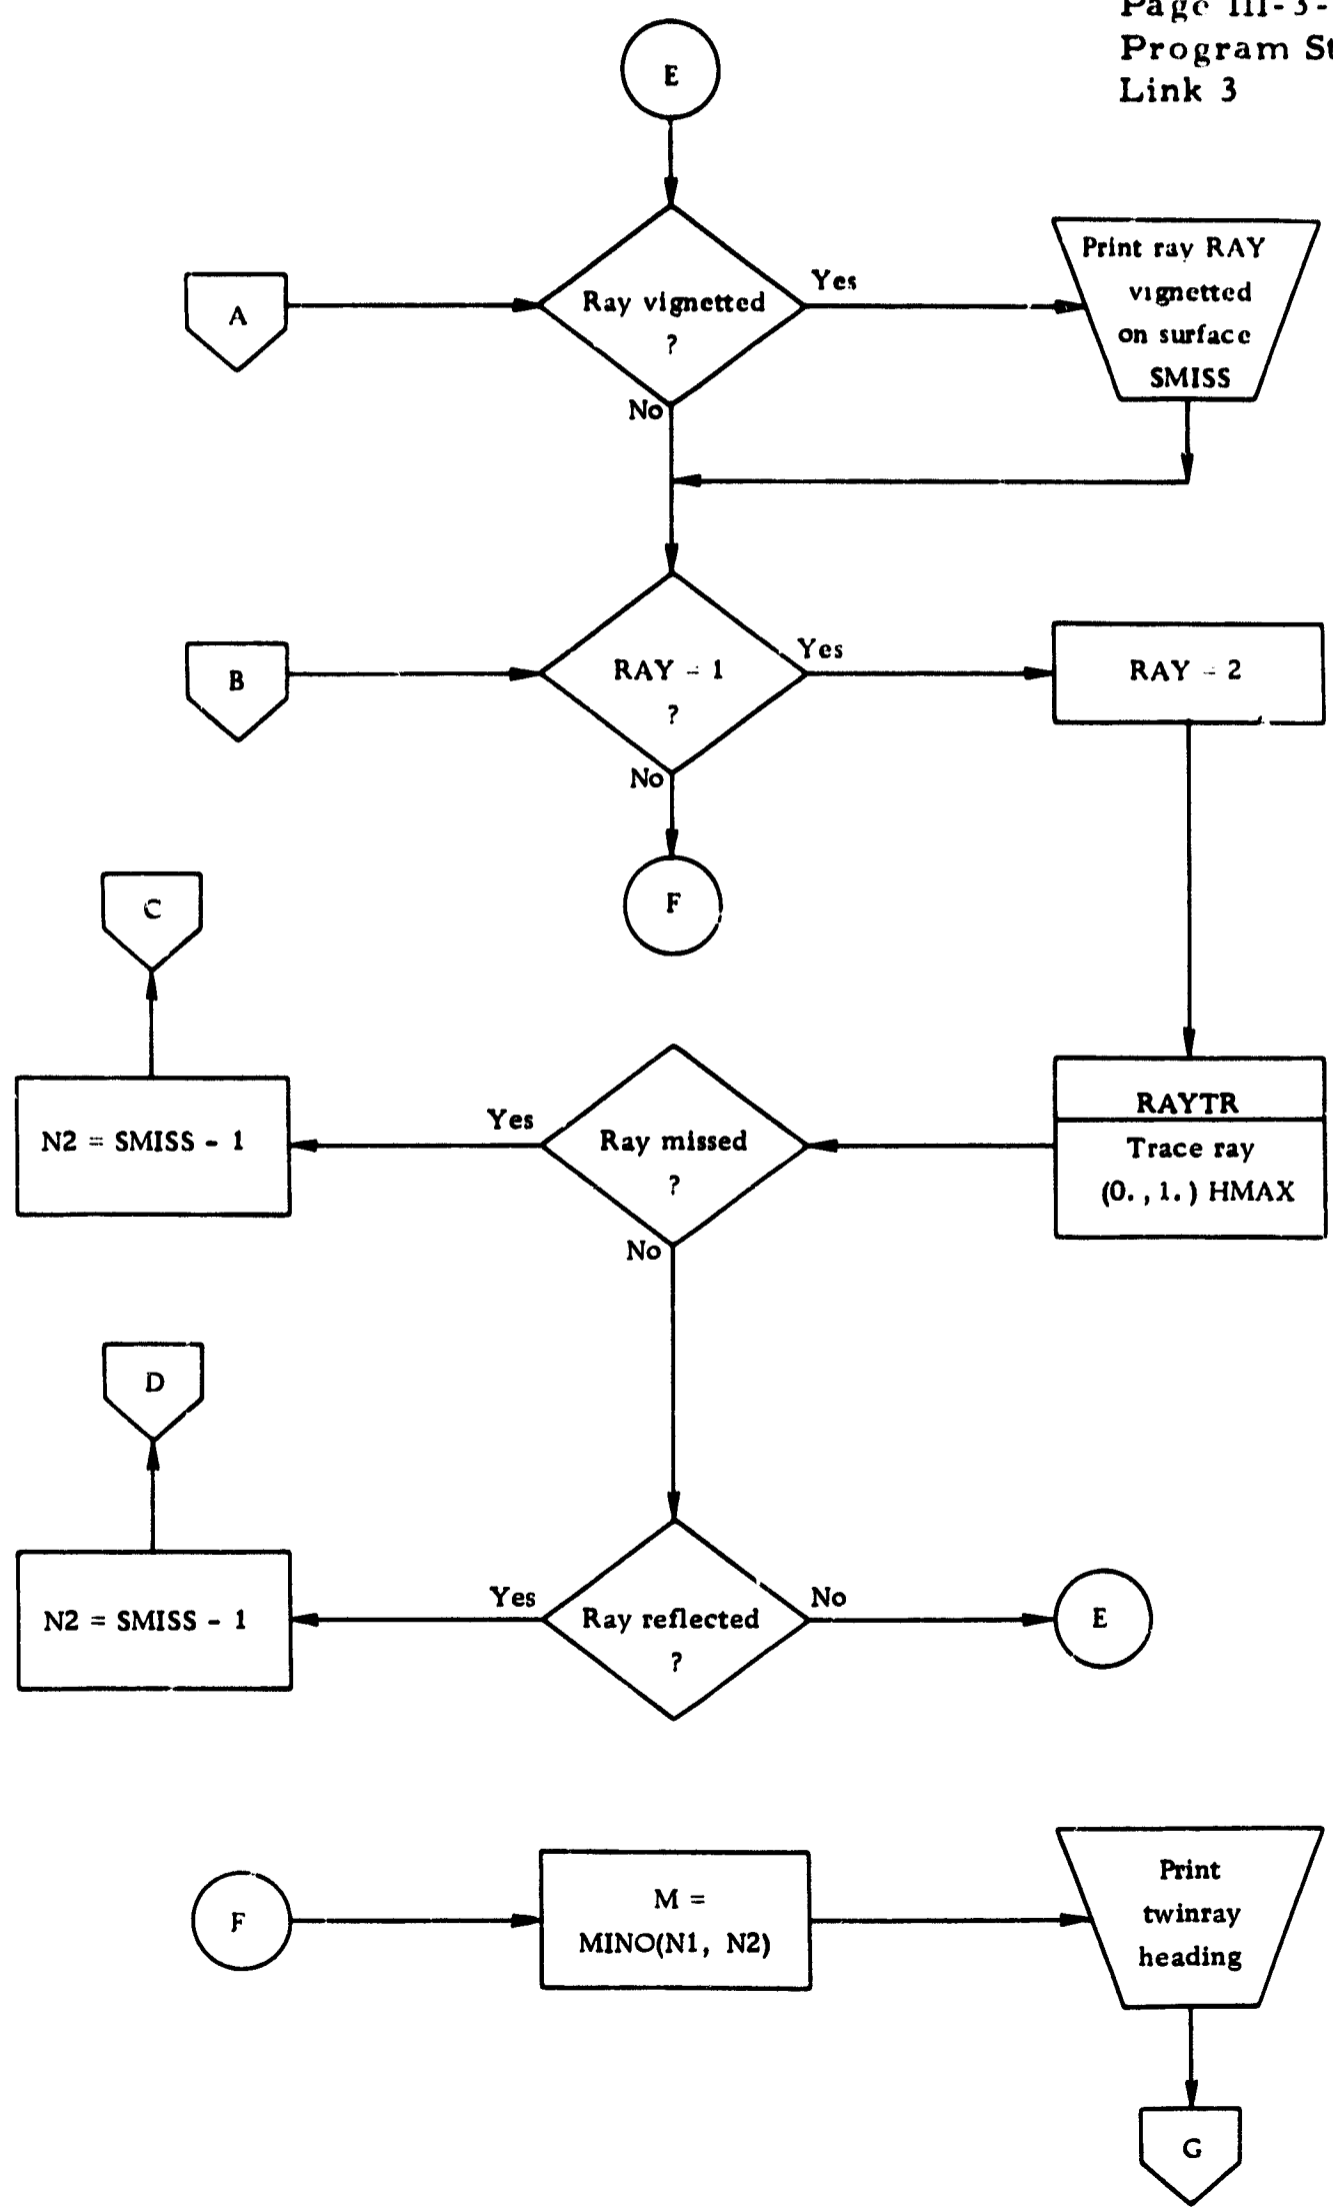 Page III-3-
Program St
Link 3
E
A
Ray vignetted
?
Yes
No
Print ray RAY
vignetted
on surface
SMISS
B
RAY = 1
?
Yes
No
RAY = 2
F
C
N2 = SMISS - 1
Yes
Ray missed
?
No
RAYTR
Trace ray
(0., 1.) HMAX
D
N2 = SMISS - 1
Yes
Ray reflected
?
No
E
F
M =
MINO(N1, N2)
Print
twinray
heading
G